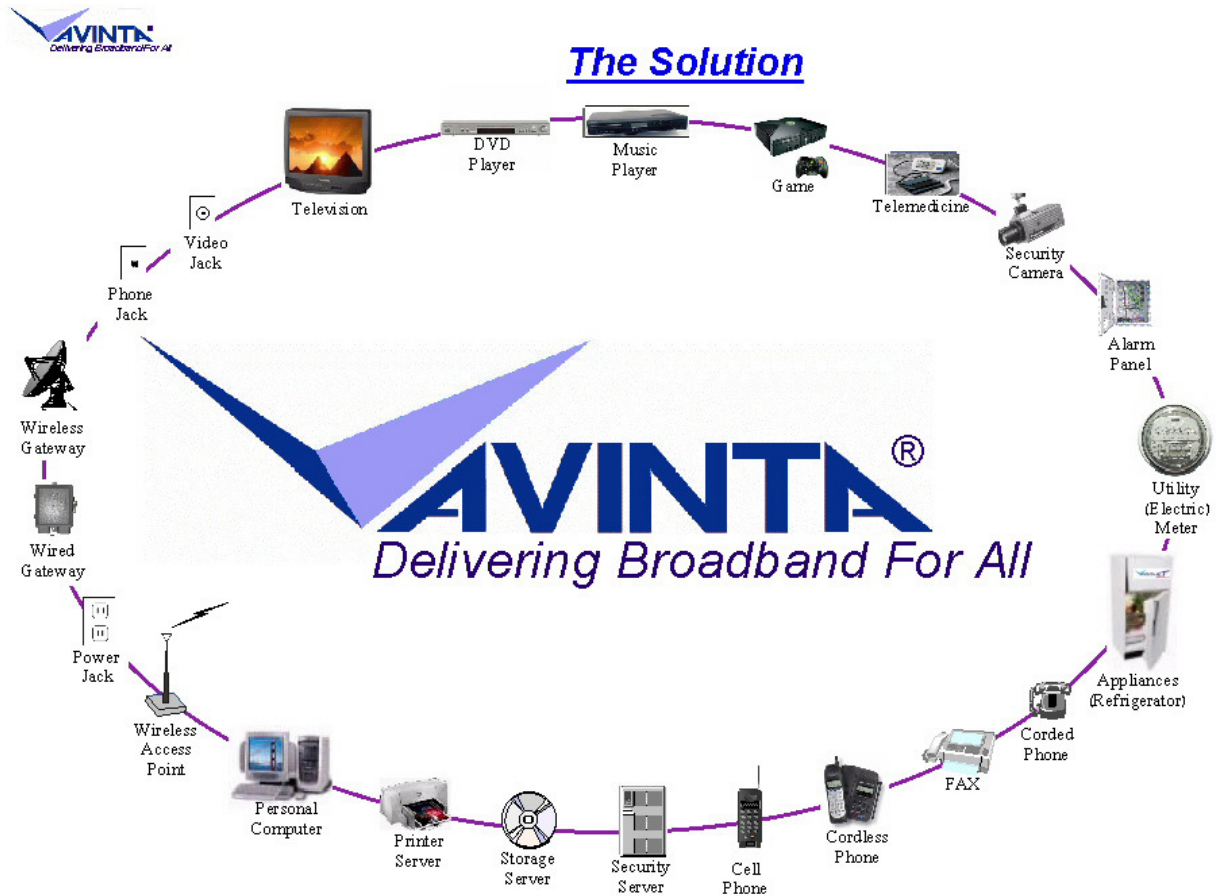 AVINTA
Delivering BroadbandFor All
The Solution
DVD
Player
Music
Player
Game
Television
Telemedicine
Video
Jack
Security
Camera
Phone
Jack
Alarm
Panel
Wireless
Gateway
AVINTA®
Delivering Broadband For All
Utility
(Electric)
Meter
Wired
Gateway
Power
Jack
Appliances
(Refrigerator)
Wireless
Access
Point
Corded
Phone
FAX
Personal
Computer
Printer
Server
Storage
Server
Security
Server
Cell
Phone
Cordless
Phone